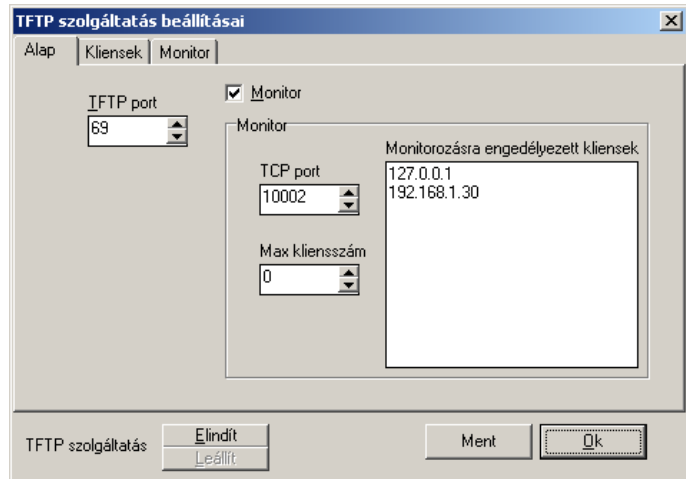 TFTP szolgáltatás beállításai
Alap Kliensek Monitor
TFTP port
69
Monitor
Monitor
TCP port
10002
Max kliensszám
0
Monitorozásra engedélyezett kliensek
127.0.0.1
192.168.1.30
TFTP szolgáltatás
Elindít
Leállít
Ment
Ok